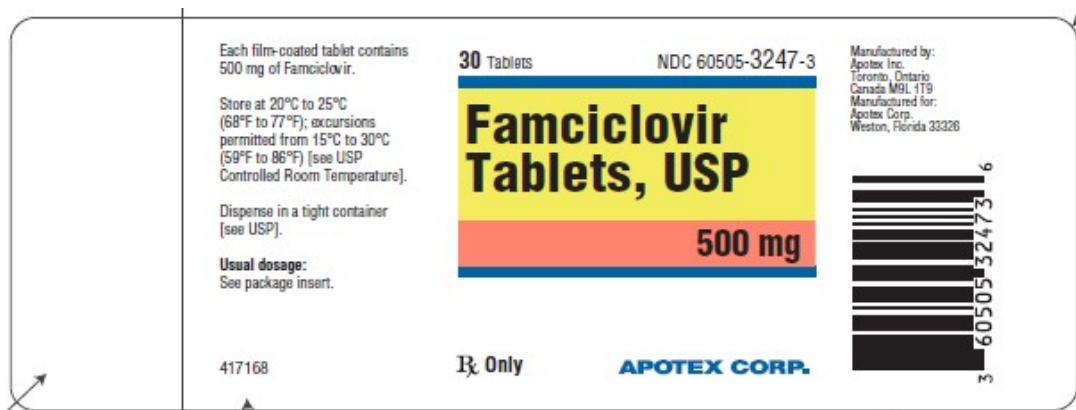 Each film-coated tablet contains
500 mg of Famciclovir.
Store at 20°C to 25°C
(68°F to 77°F); excursions
permitted from 15°C to 30°C
(59°F to 86°F) [see USP
Controlled Room Temperature].
Dispense in a tight container
[see USP].
Usual dosage:
See package insert.
417168
30 Tablets NDC 60505-3247-3
Famciclovir
Tablets, USP
500 mg
Rx Only APOTEX CORP.
Manufactured by:
Apotex Inc.
Toronto, Ontario
Canada M9L 1T9
Manufactured for:
Apotex Corp.
Weston, Florida 33326
3 60505 32473 6